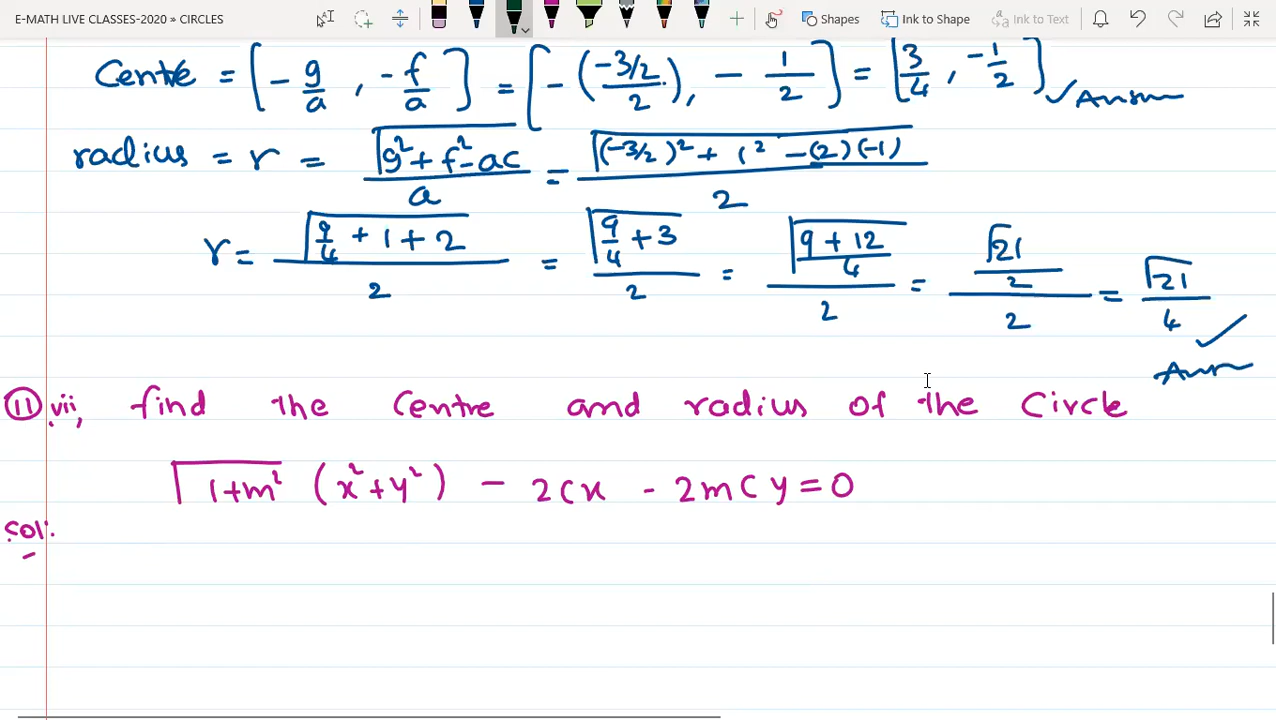 E-MATH LIVE CLASSES-2020 » CIRCLES
Shapes
Ink to Shape
Ink to Text
Centre = [-g/a, -f/a] = [-(-3/2)/2, -1/2] = [3/4, -1/2] ✓ Answer
radius = r = √(g²+f²-ac)/a = √((-3/2)²+1²-(2)(-1))/2
r = √(9/4+1+2)/2 = √(9/4+3)/2 = √((9+12)/4)/2 = (√21/2)/2 = √21/4 ✓
Answer
⑪ vii, find the Centre and radius of the Circle
√(1+m²) (x²+y²) - 2cx - 2mcy = 0
Sol: